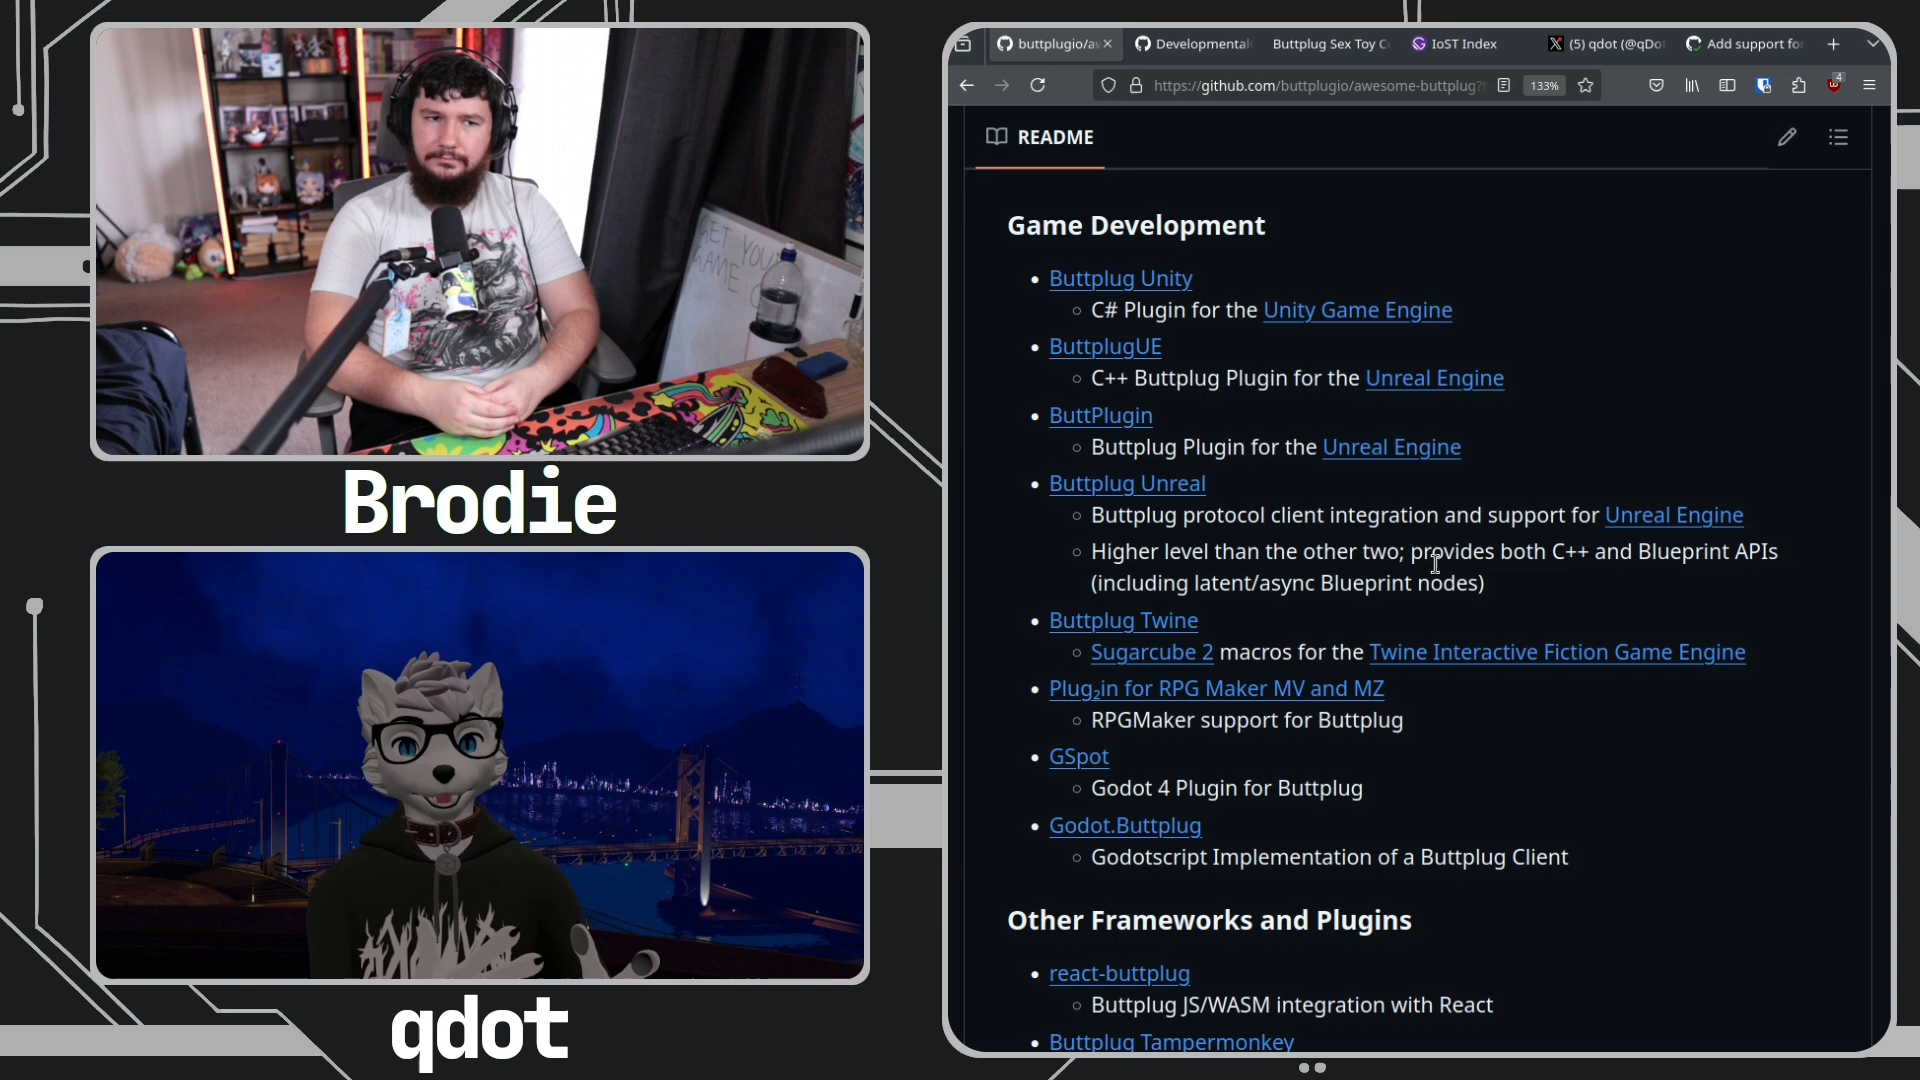 GET YOUR
GAME
Brodie
qdot
buttplugio/a
Developmental
Buttplug Sex Toy C
IoST Index
(5) qdot (@qDo
Add support fo
https://github.com/buttplugio/awesome-buttplug?
133%
4
README
Game Development
Buttplug Unity
C# Plugin for the Unity Game Engine
ButtplugUE
C++ Buttplug Plugin for the Unreal Engine
ButtPlugin
Buttplug Plugin for the Unreal Engine
Buttplug Unreal
Buttplug protocol client integration and support for Unreal Engine
Higher level than the other two; provides both C++ and Blueprint APIs
(including latent/async Blueprint nodes)
Buttplug Twine
Sugarcube 2 macros for the Twine Interactive Fiction Game Engine
Plug₂in for RPG Maker MV and MZ
RPGMaker support for Buttplug
GSpot
Godot 4 Plugin for Buttplug
Godot.Buttplug
Godotscript Implementation of a Buttplug Client
Other Frameworks and Plugins
react-buttplug
Buttplug JS/WASM integration with React
Buttplug Tampermonkey